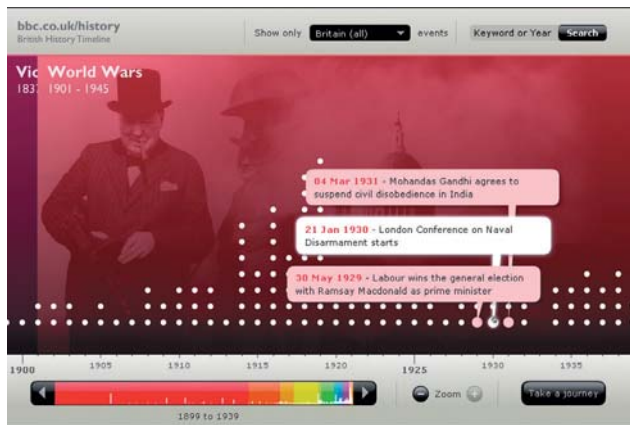 bbc.co.uk/history
British History Timeline
Show only Britain (all) events Keyword or Year Search
Vic World Wars
1837 1901 - 1945
04 Mar 1931 - Mohandas Gandhi agrees to
suspend civil disobedience in India
21 Jan 1930 - London Conference on Naval
Disarmament starts
30 May 1929 - Labour wins the general election
with Ramsay Macdonald as prime minister
1900 1905 1910 1915 1920 1925 1930 1935
Zoom Take a journey
1899 to 1939